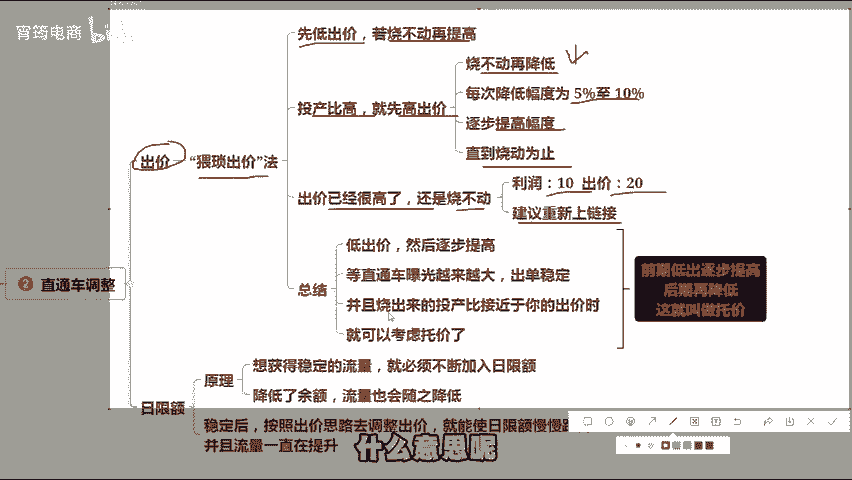 宵筠电商
先低出价，若烧不动再提高
烧不动再降低
每次降低幅度为 5%至 10%
投产比高，就先高出价
逐步提高幅度
直到烧动为止
出价
“猥琐出价”法
利润：10 出价：20
出价已经很高了，还是烧不动
建议重新上链接
低出价，然后逐步提高
等直通车曝光越来越大，出单稳定
并且烧出来的投产比接近于你的出价时
就可以考虑托价了
总结
前期低出逐步提高
后期再降低
这就叫做托价
2 直通车调整
想获得稳定的流量，就必须不断加入日限额
原理
降低了余额，流量也会随之降低
日限额
稳定后，按照出价思路去调整出价，就能使日限额慢慢
并且流量一直在提升
什么意思呢